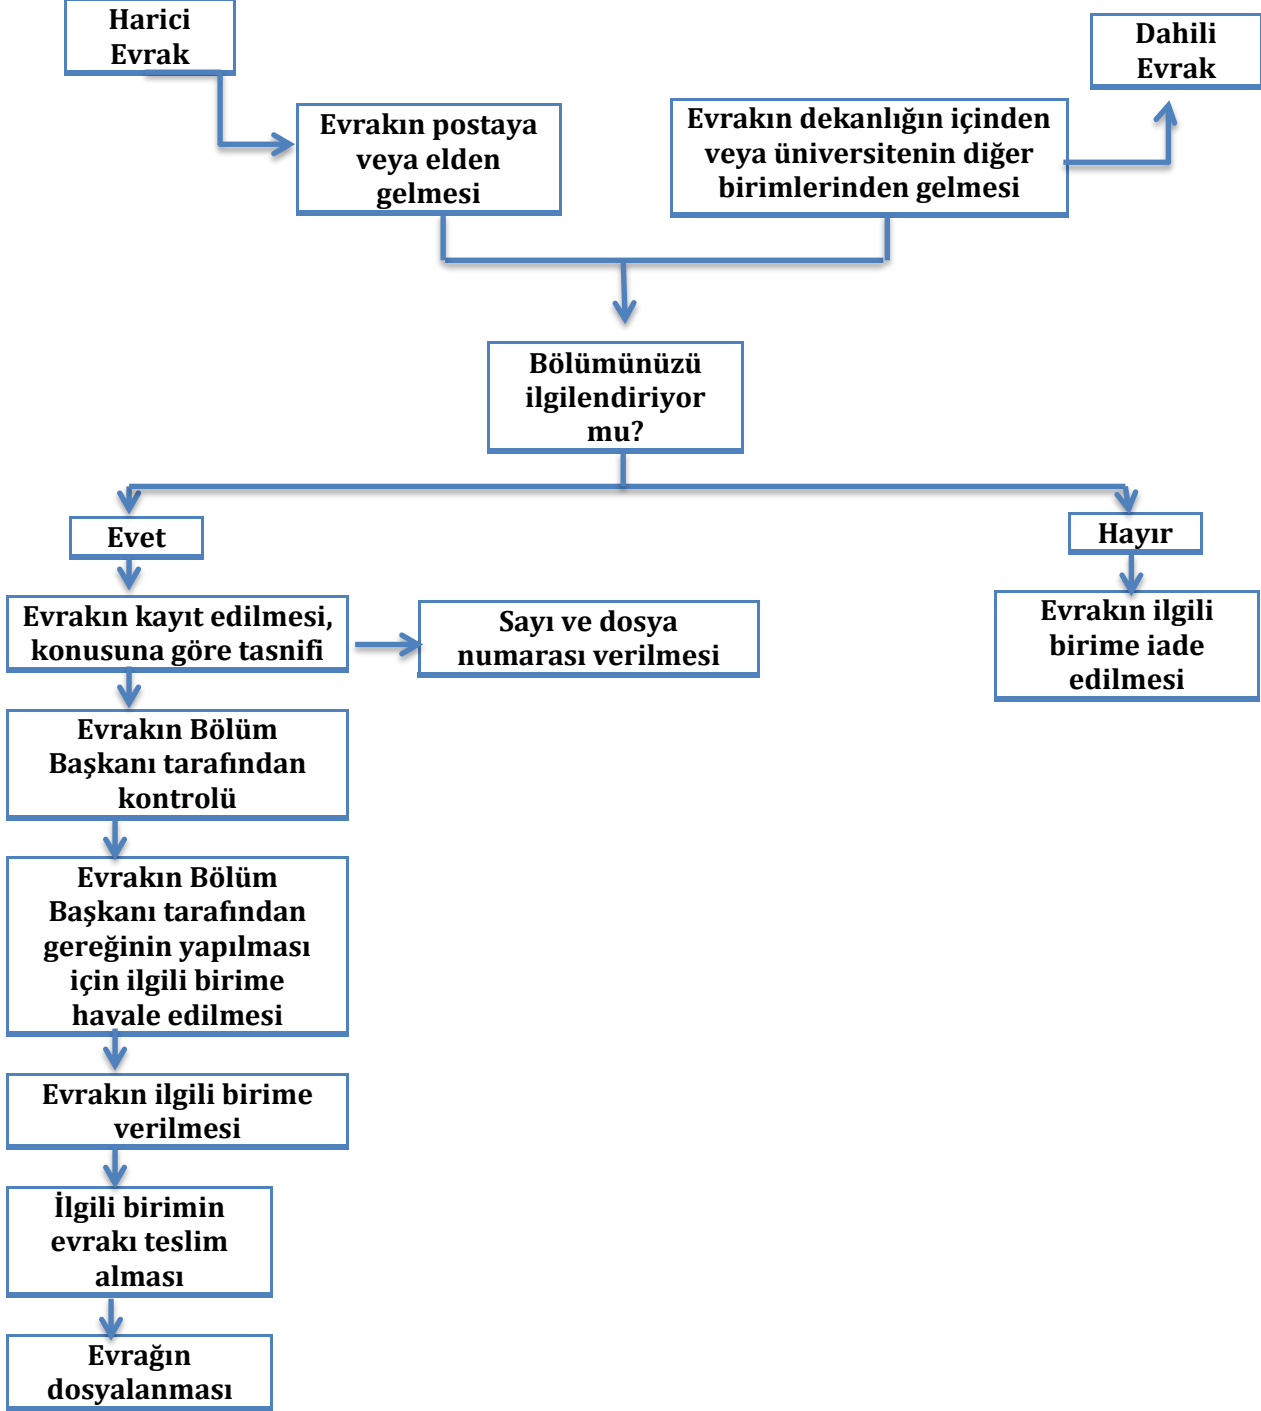 Harici
Evrak
Dahili
Evrak
Evrakın postaya
veya elden
gelmesi
Evrakın dekanlığın içinden
veya üniversitenin diğer
birimlerinden gelmesi
Bölümünüzü
ilgilendiriyor
mu?
Evet
Hayır
Evrakın kayıt edilmesi,
konusuna göre tasnifi
Sayı ve dosya
numarası verilmesi
Evrakın ilgili
birime iade
edilmesi
Evrakın Bölüm
Başkanı tarafından
kontrolü
Evrakın Bölüm
Başkanı tarafından
gereğinin yapılması
için ilgili birime
havale edilmesi
Evrakın ilgili birime
verilmesi
İlgili birimin
evrakı teslim
alması
Evrağın
dosyalanması